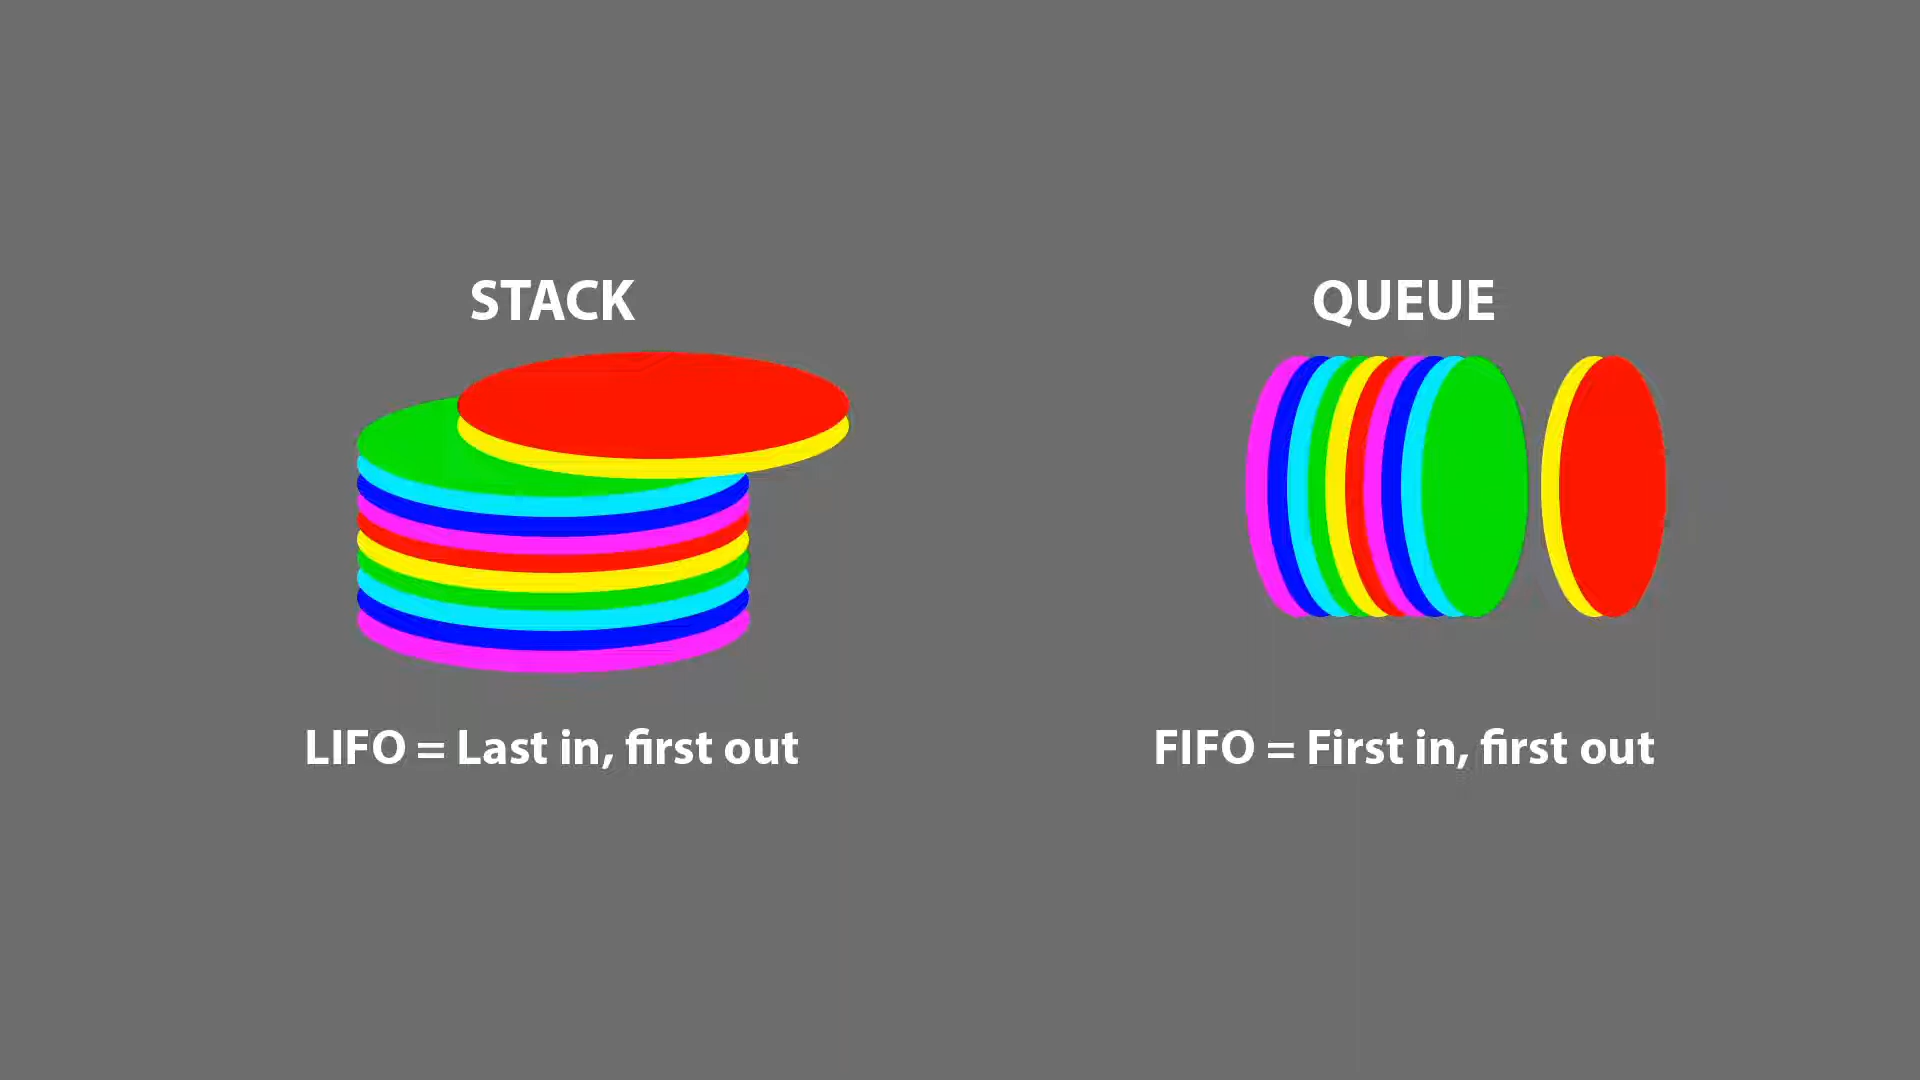 STACK
QUEUE
LIFO = Last in, first out
FIFO = First in, first out